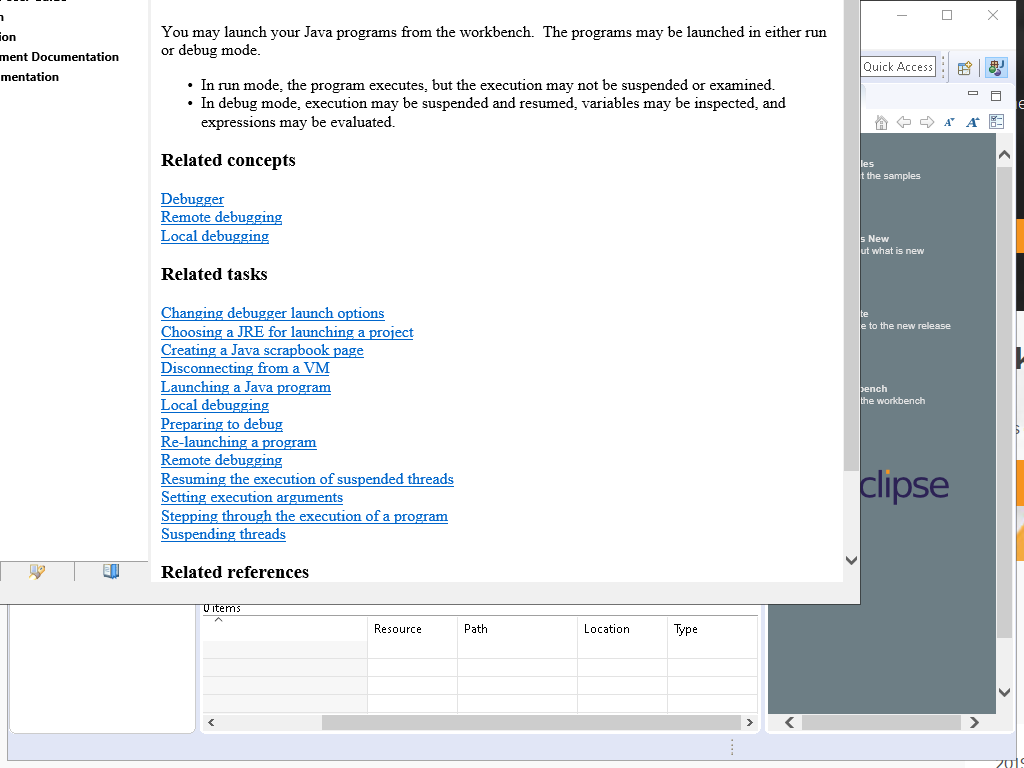 ion
ment Documentation
mentation
You may launch your Java programs from the workbench.  The programs may be launched in either run
or debug mode.
• In run mode, the program executes, but the execution may not be suspended or examined.
• In debug mode, execution may be suspended and resumed, variables may be inspected, and
expressions may be evaluated.
Related concepts
Debugger
Remote debugging
Local debugging
Related tasks
Changing debugger launch options
Choosing a JRE for launching a project
Creating a Java scrapbook page
Disconnecting from a VM
Launching a Java program
Local debugging
Preparing to debug
Re-launching a program
Remote debugging
Resuming the execution of suspended threads
Setting execution arguments
Stepping through the execution of a program
Suspending threads
Related references
Quick Access
les
t the samples
s New
ut what is new
te
e to the new release
bench
the workbench
clipse
0 items
Resource Path Location Type
2019